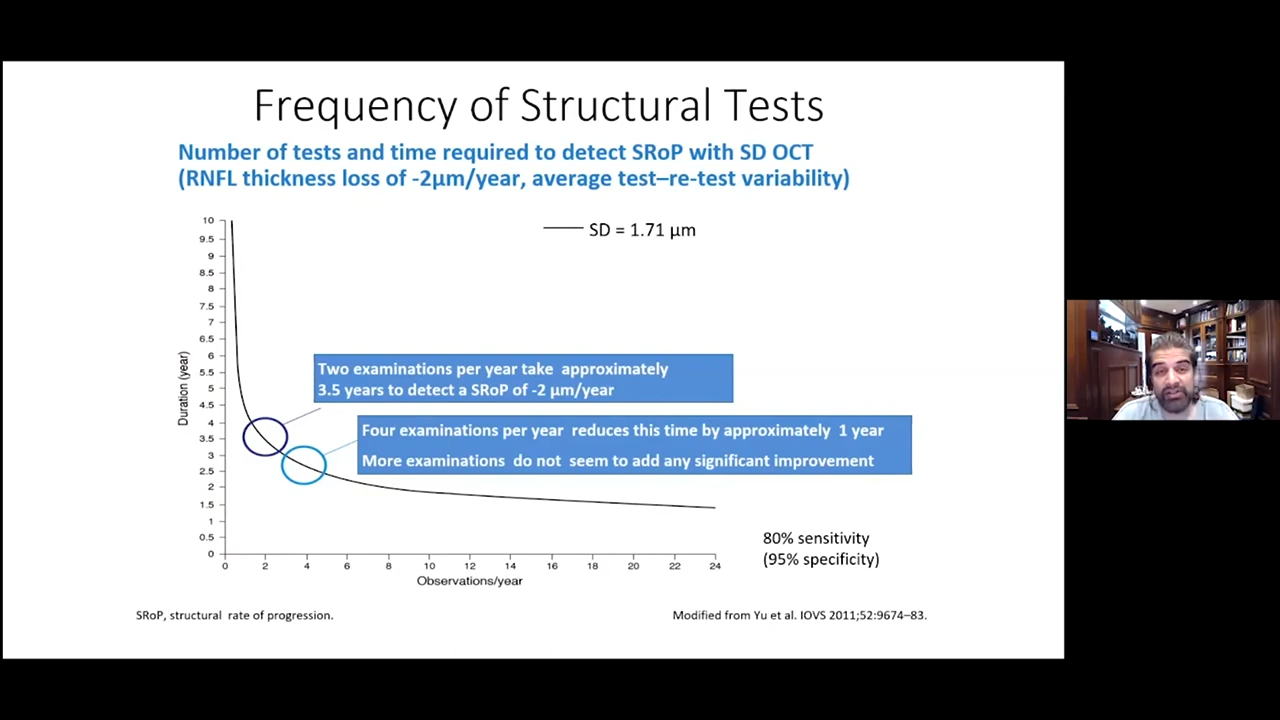 Frequency of Structural Tests
Number of tests and time required to detect SRoP with SD OCT
(RNFL thickness loss of -2µm/year, average test–re-test variability)
SD = 1.71 µm
10
9.5
9
8.5
8
7.5
7
6.5
6
5.5
5
4.5
4
3.5
3
2.5
2
1.5
1
0.5
0
Duration (year)
Two examinations per year take approximately
3.5 years to detect a SRoP of -2 µm/year
Four examinations per year reduces this time by approximately 1 year
More examinations do not seem to add any significant improvement
0 2 4 6 8 10 12 14 16 18 20 22 24
Observations/year
80% sensitivity
(95% specificity)
SRoP, structural rate of progression.
Modified from Yu et al. IOVS 2011;52:9674–83.